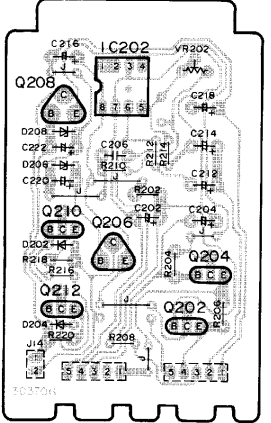 C216
IC202
VR202
J
1 2 3 4
8 7 6 5
Q208
C
B E
C218
D208
C222
D206
C220
C206
R210
R212
R214
C214
C212
J
J
R202
C202
C204
Q210
B C E
Q206
C
B E
D202
R218
R216
R204
Q204
B C E
Q212
B C E
J
Q202
B C E
R206
D204
R220
R208
J14
2
J
5 4 3 2 1
5 4 3 2 1